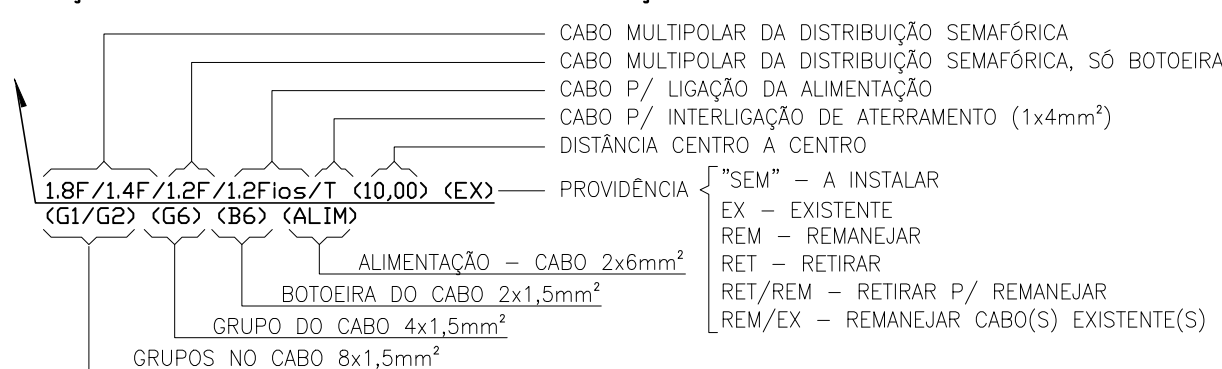 CABO MULTIPOLAR DA DISTRIBUIÇÃO SEMAFÓRICA
CABO MULTIPOLAR DA DISTRIBUIÇÃO SEMAFÓRICA, SÓ BOTOEIRA
CABO P/ LIGAÇÃO DA ALIMENTAÇÃO
CABO P/ INTERLIGAÇÃO DE ATERRAMENTO (1x4mm²)
DISTÂNCIA CENTRO A CENTRO
1.8F/1.4F/1.2F/1.2Fios/T (10,00) (EX)
PROVIDÊNCIA
"SEM" – A INSTALAR
EX – EXISTENTE
REM – REMANEJAR
RET – RETIRAR
RET/REM – RETIRAR P/ REMANEJAR
REM/EX – REMANEJAR CABO(S) EXISTENTE(S)
(G1/G2) (G6) (B6) (ALIM)
ALIMENTAÇÃO – CABO 2x6mm²
BOTOEIRA DO CABO 2x1,5mm²
GRUPO DO CABO 4x1,5mm²
GRUPOS NO CABO 8x1,5mm²